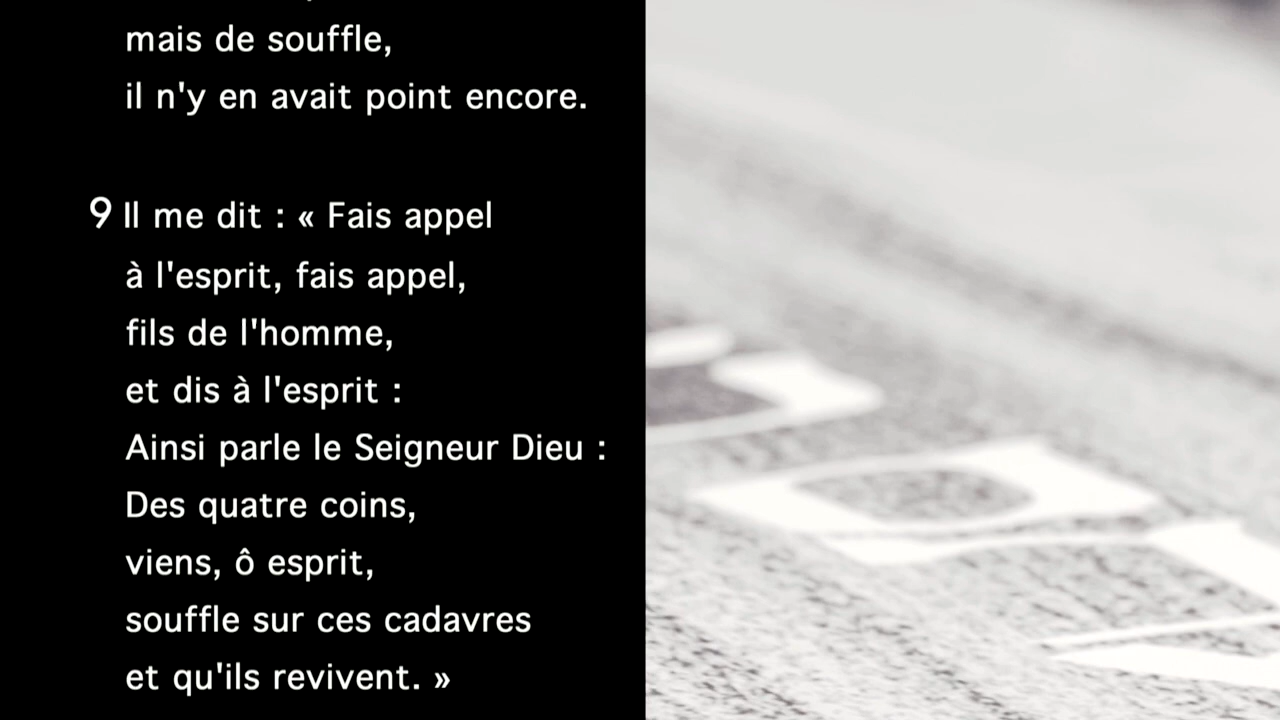 mais de souffle,
il n'y en avait point encore.
9 Il me dit : « Fais appel
à l'esprit, fais appel,
fils de l'homme,
et dis à l'esprit :
Ainsi parle le Seigneur Dieu :
Des quatre coins,
viens, ô esprit,
souffle sur ces cadavres
et qu'ils revivent. »